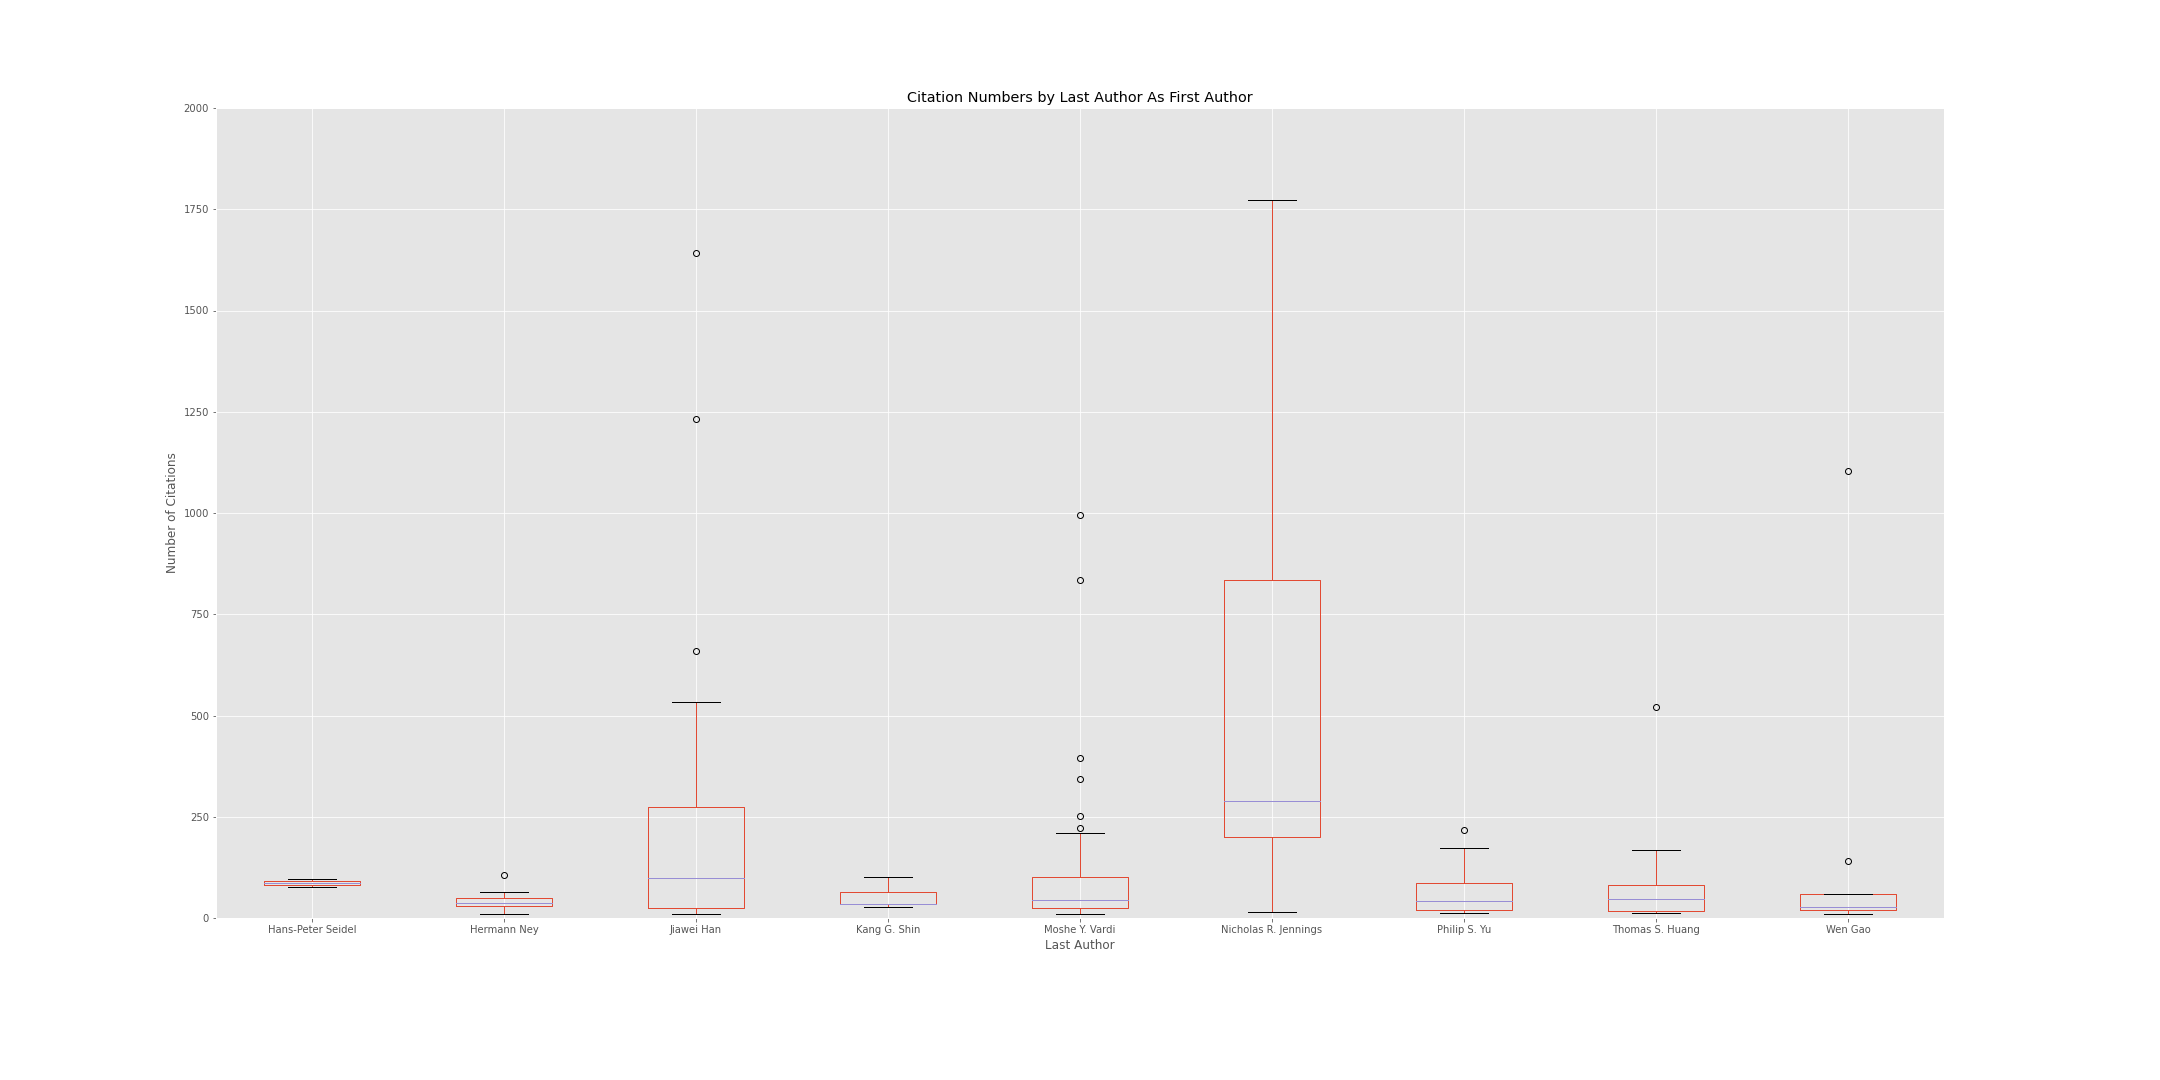 Citation Numbers by Last Author As First Author
2000
1750
1500
1250
1000
750
500
250
0
Number of Citations
Hans-Peter Seidel
Hermann Ney
Jiawei Han
Kang G. Shin
Moshe Y. Vardi
Nicholas R. Jennings
Philip S. Yu
Thomas S. Huang
Wen Gao
Last Author